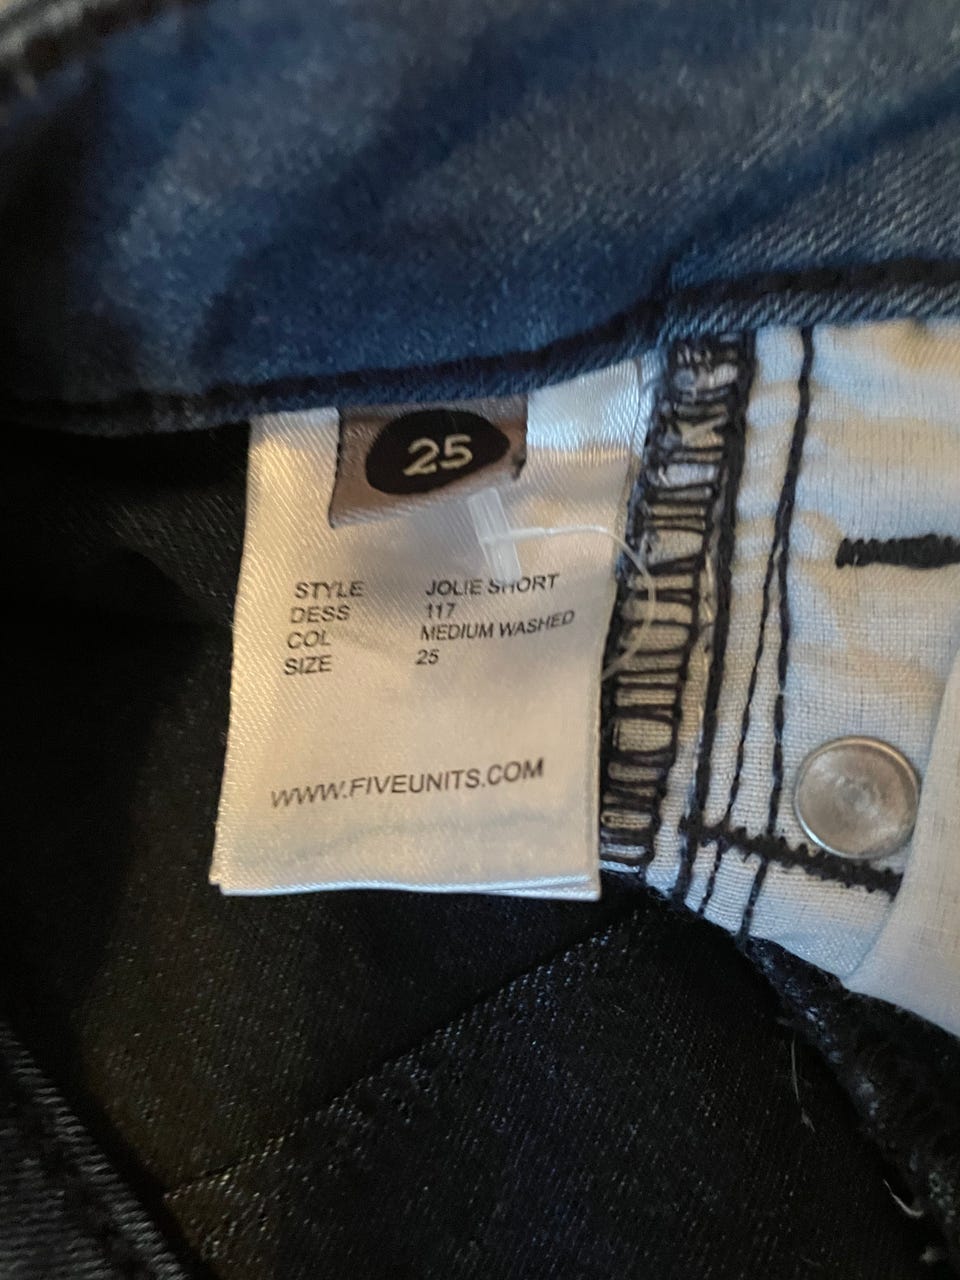 25
STYLE JOLIE SHORT
DESS 117
COL MEDIUM WASHED
SIZE 25
WWW.FIVEUNITS.COM